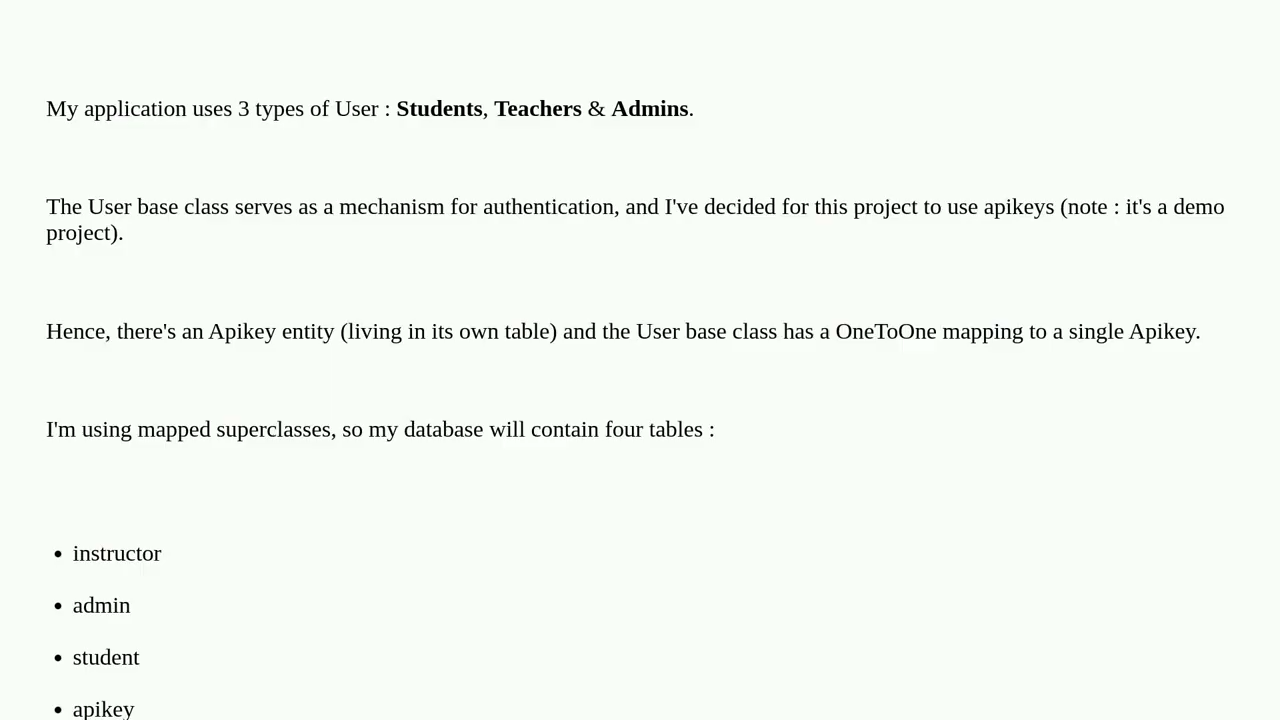 My application uses 3 types of User : Students, Teachers & Admins.
The User base class serves as a mechanism for authentication, and I've decided for this project to use apikeys (note : it's a demo
project).
Hence, there's an Apikey entity (living in its own table) and the User base class has a OneToOne mapping to a single Apikey.
I'm using mapped superclasses, so my database will contain four tables :
• instructor
• admin
• student
• apikey